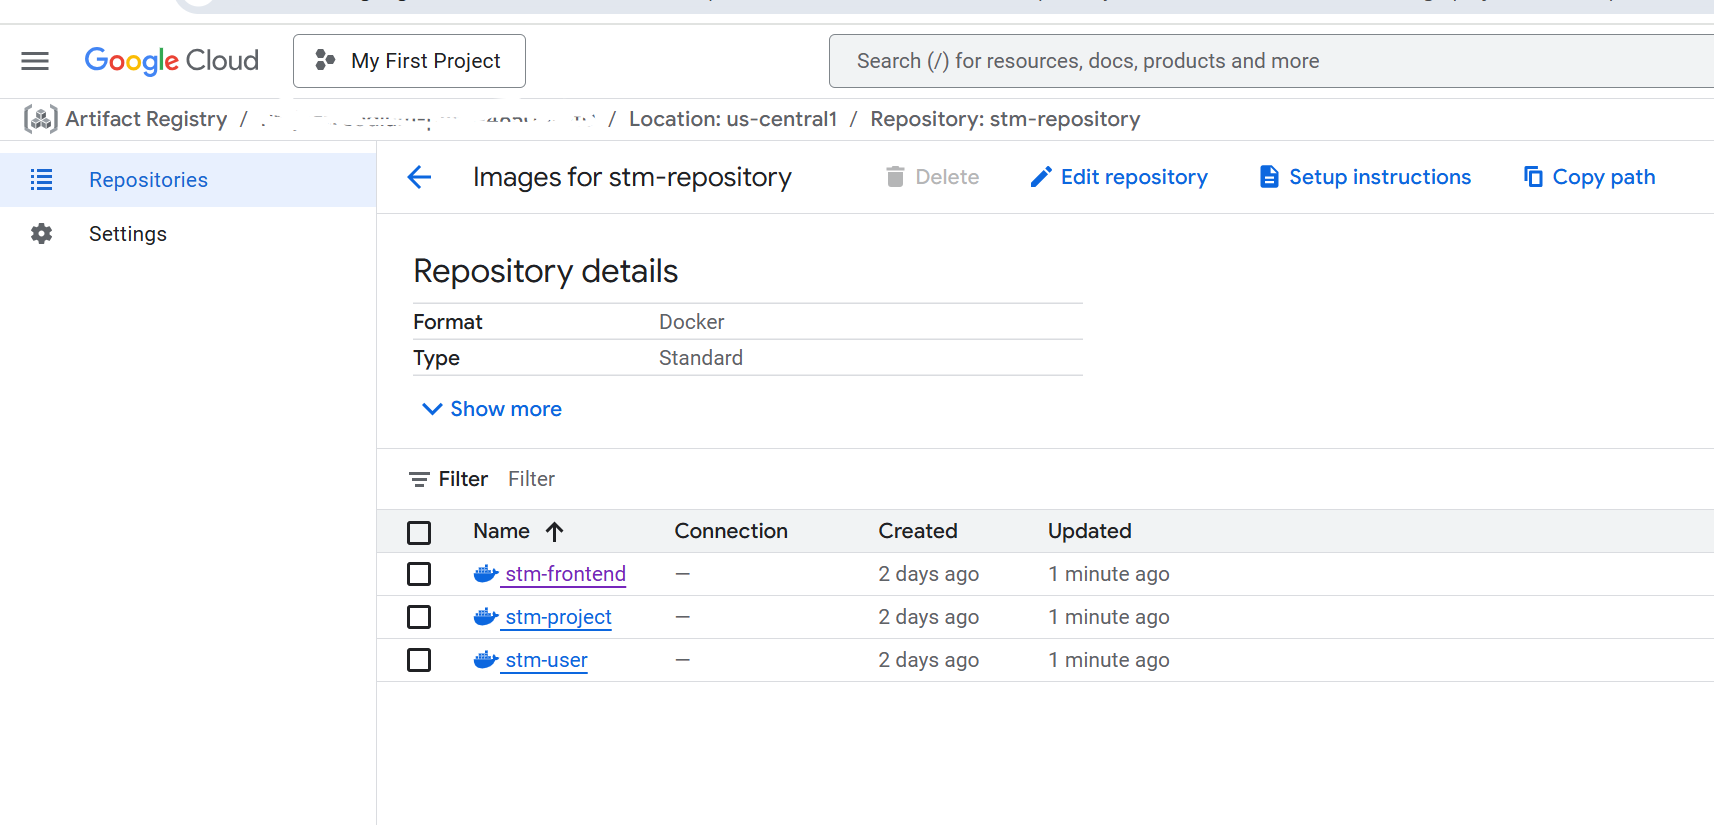 Google Cloud My First Project Search (/) for resources, docs, products and more
Artifact Registry / / Location: us-central1 / Repository: stm-repository
Repositories
Settings
Images for stm-repository Delete Edit repository Setup instructions Copy path
Repository details
Format Docker
Type Standard
Show more
Filter Filter
Name Connection Created Updated
stm-frontend — 2 days ago 1 minute ago
stm-project — 2 days ago 1 minute ago
stm-user — 2 days ago 1 minute ago